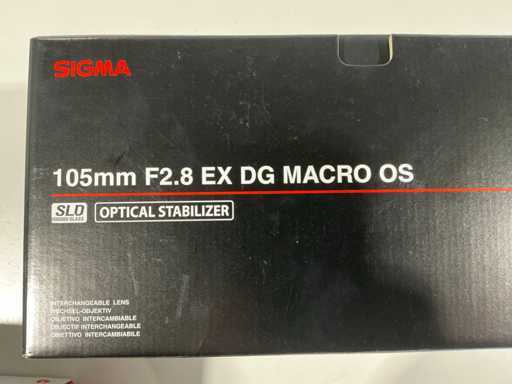 SIGMA
105mm F2.8 EX DG MACRO OS
SLD OPTICAL STABILIZER
INTERCHANGEABLE LENS
WECHSEL-OBJEKTIV
OBJETIVO INTERCAMBIABLE
OBJECTIF INTERCHANGEABLE
OBIETTIVO INTERCAMBIABILE